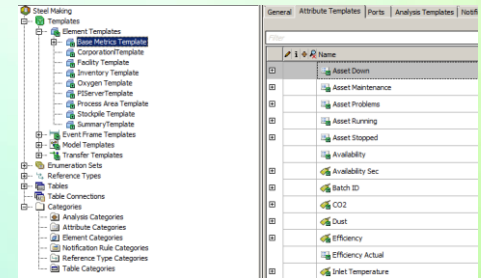 Steel Making
Templates
Element Templates
Base Metrics Template
CorporationTemplate
Facility Template
Inventory Template
Oxygen Template
PIServerTemplate
Process Area Template
Stockpile Template
SummaryTemplate
Event Frame Templates
Model Templates
Transfer Templates
Enumeration Sets
Reference Types
Tables
Table Connections
Categories
Analysis Categories
Attribute Categories
Element Categories
Notification Rule Categories
Reference Type Categories
Table Categories
General Attribute Templates Ports Analysis Templates Notifi
Filter
Name
Asset Down
Asset Maintenance
Asset Problems
Asset Running
Asset Stopped
Availability
Availability Sec
Batch ID
CO2
Dust
Efficiency
Efficiency Actual
Inlet Temperature